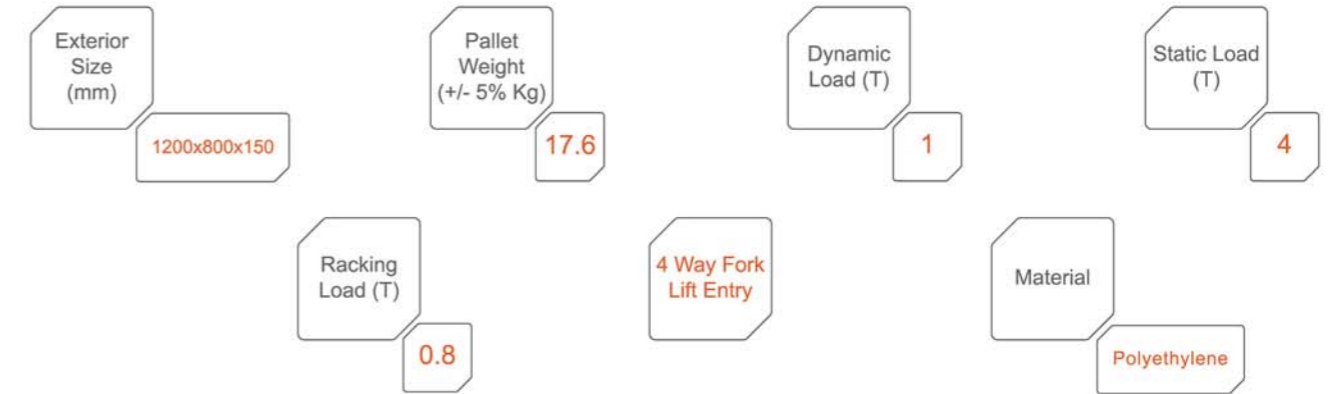 Exterior
Size
(mm)
1200x800x150
Pallet
Weight
(+/- 5% Kg)
17.6
Dynamic
Load (T)
1
Static Load
(T)
4
Racking
Load (T)
0.8
4 Way Fork
Lift Entry
Material
Polyethylene